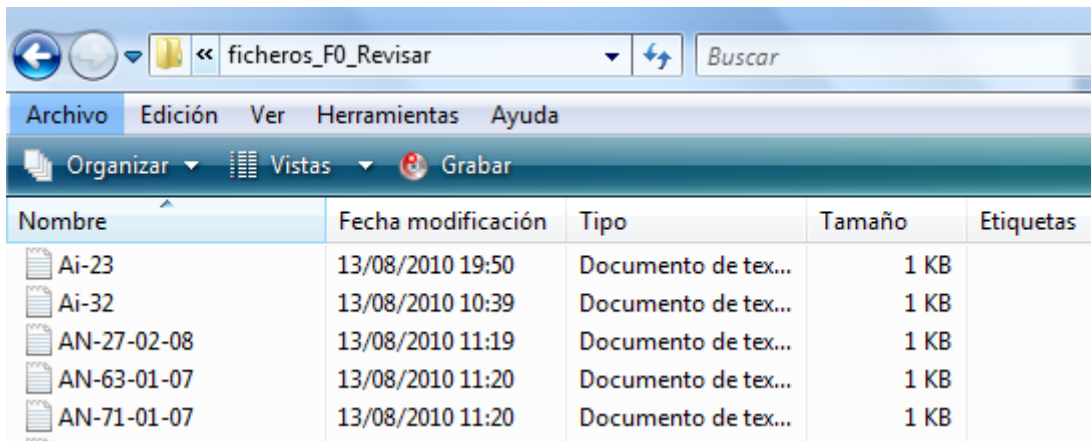 « ficheros_F0_Revisar Buscar
Archivo Edición Ver Herramientas Ayuda
Organizar Vistas Grabar
Nombre Fecha modificación Tipo Tamaño Etiquetas
Ai-23 13/08/2010 19:50 Documento de tex... 1 KB
Ai-32 13/08/2010 10:39 Documento de tex... 1 KB
AN-27-02-08 13/08/2010 11:19 Documento de tex... 1 KB
AN-63-01-07 13/08/2010 11:20 Documento de tex... 1 KB
AN-71-01-07 13/08/2010 11:20 Documento de tex... 1 KB